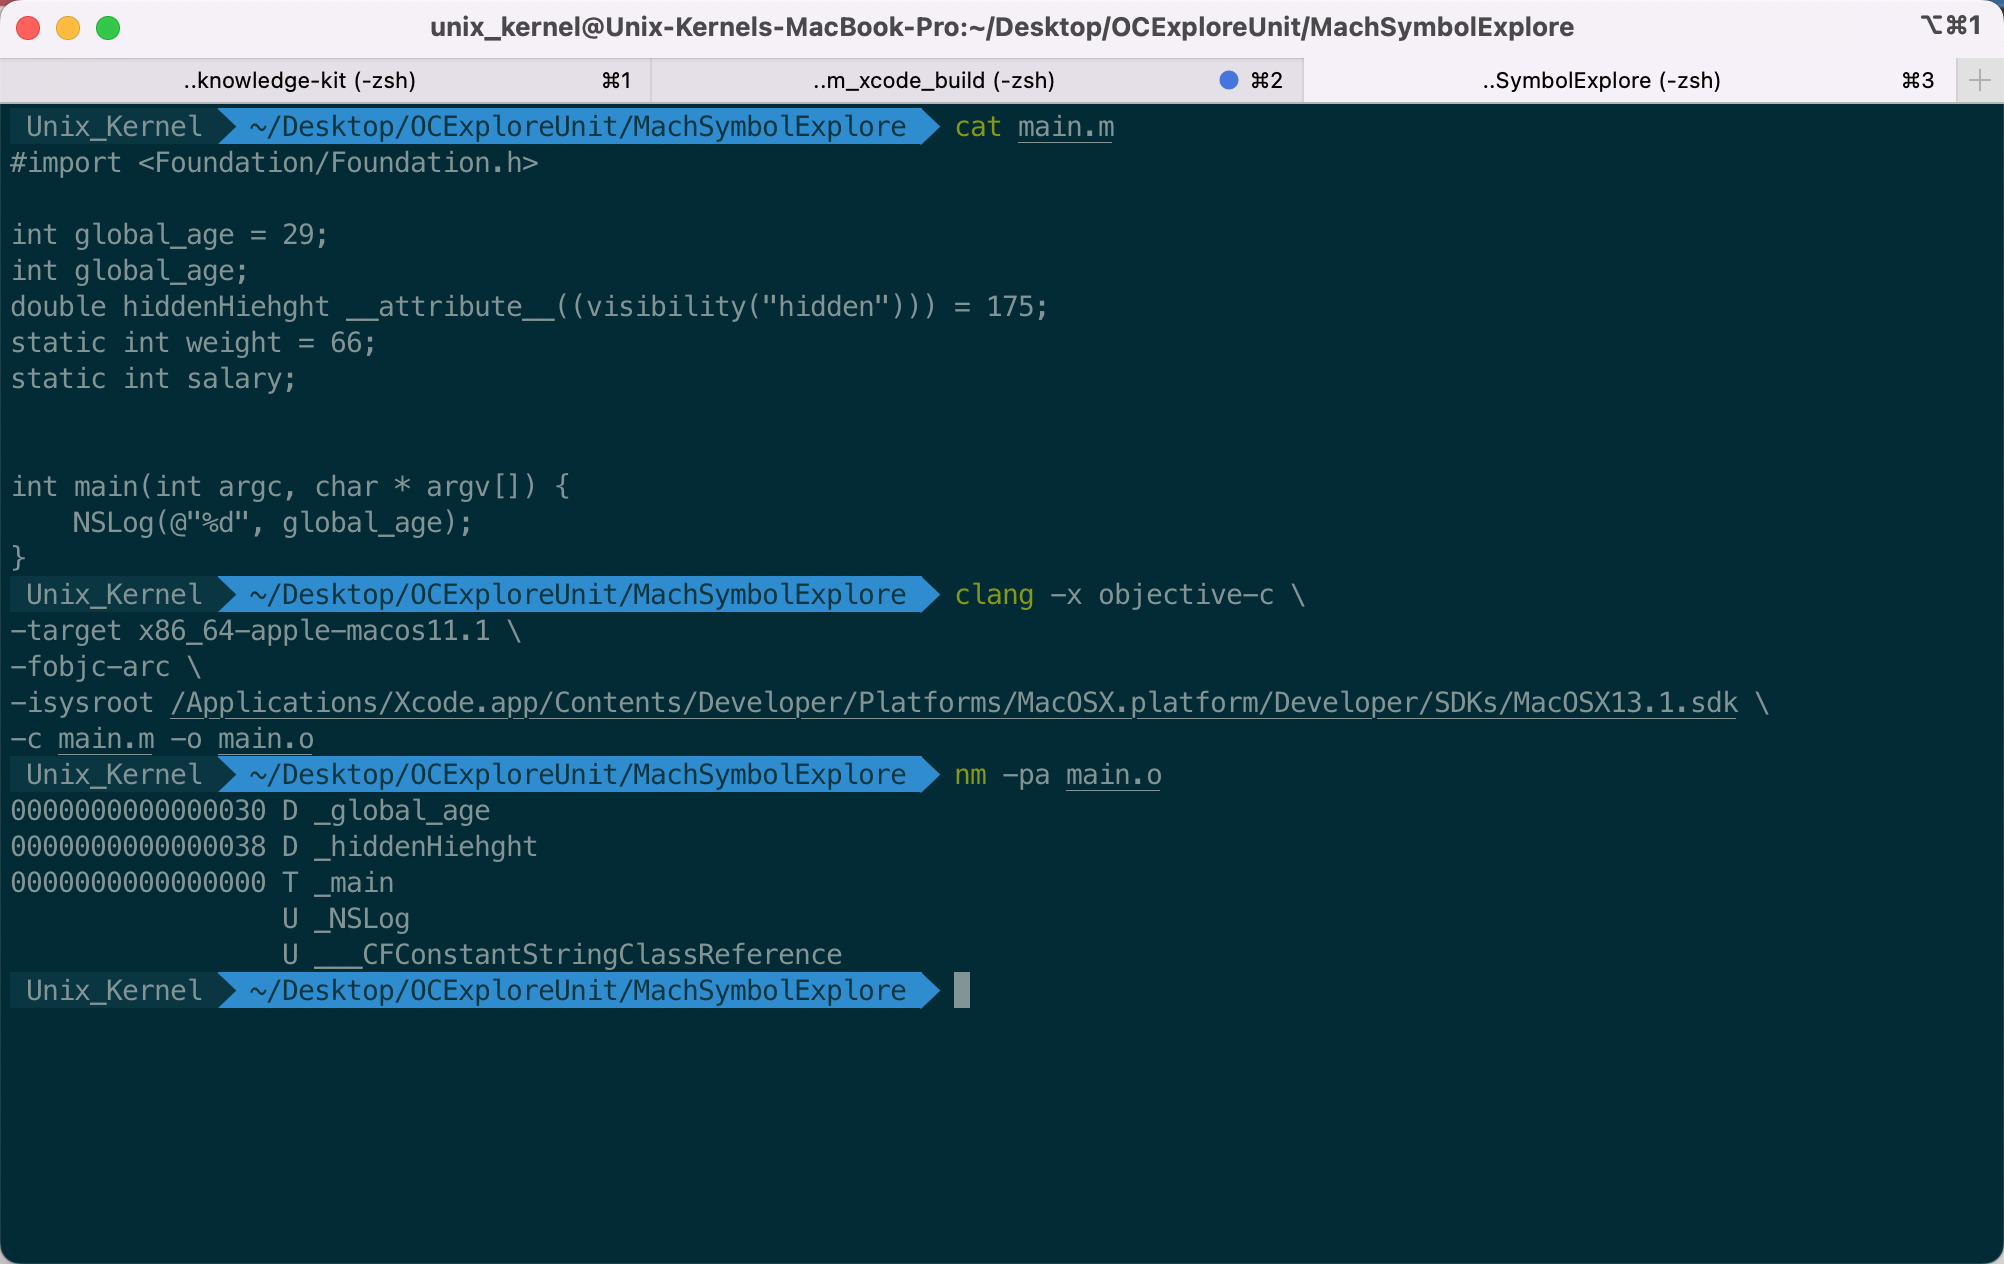 unix_kernel@Unix-Kernels-MacBook-Pro:~/Desktop/OCExploreUnit/MachSymbolExplore ⌥⌘1
..knowledge-kit (-zsh) ⌘1 ..m_xcode_build (-zsh) ⌘2 ..SymbolExplore (-zsh) ⌘3 +
Unix_Kernel ~/Desktop/OCExploreUnit/MachSymbolExplore cat main.m
#import <Foundation/Foundation.h>
int global_age = 29;
int global_age;
double hiddenHiehght __attribute__((visibility("hidden"))) = 175;
static int weight = 66;
static int salary;
int main(int argc, char * argv[]) {
    NSLog(@"%d", global_age);
}
Unix_Kernel ~/Desktop/OCExploreUnit/MachSymbolExplore clang -x objective-c \
-target x86_64-apple-macos11.1 \
-fobjc-arc \
-isysroot /Applications/Xcode.app/Contents/Developer/Platforms/MacOSX.platform/Developer/SDKs/MacOSX13.1.sdk \
-c main.m -o main.o
Unix_Kernel ~/Desktop/OCExploreUnit/MachSymbolExplore nm -pa main.o
0000000000000030 D _global_age
0000000000000038 D _hiddenHiehght
0000000000000000 T _main
                 U _NSLog
                 U ___CFConstantStringClassReference
Unix_Kernel ~/Desktop/OCExploreUnit/MachSymbolExplore